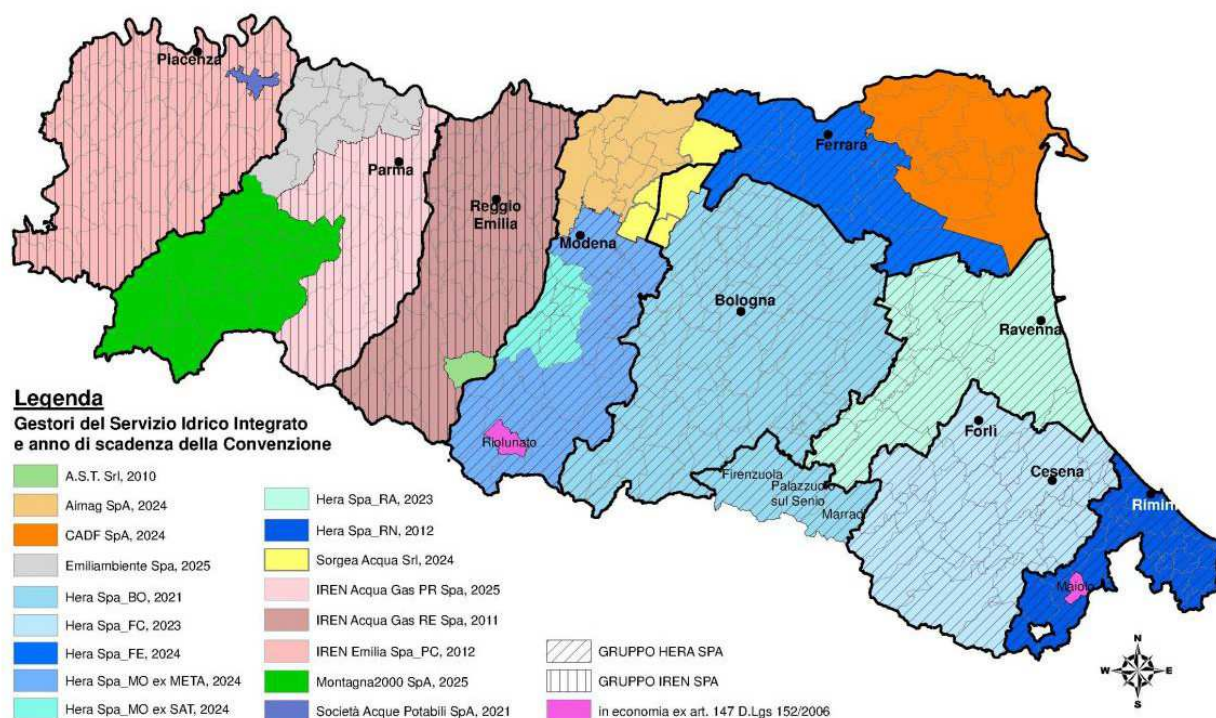 Piacenza
Parma
Reggio
Emilia
Modena
Ferrara
Bologna
Ravenna
Riolunato
Firenzuola
Palazzuolo
sul Senio
Marradi
Forlì
Cesena
Rimini
Maiolo
Legenda
Gestori del Servizio Idrico Integrato
e anno di scadenza della Convenzione
A.S.T. Srl, 2010
Aimag SpA, 2024
CADF SpA, 2024
Emiliambiente Spa, 2025
Hera Spa_BO, 2021
Hera Spa_FC, 2023
Hera Spa_FE, 2024
Hera Spa_MO ex META, 2024
Hera Spa_MO ex SAT, 2024
Hera Spa_RA, 2023
Hera Spa_RN, 2012
Sorgea Acqua Srl, 2024
IREN Acqua Gas PR Spa, 2025
IREN Acqua Gas RE Spa, 2011
IREN Emilia Spa_PC, 2012
Montagna2000 SpA, 2025
Società Acque Potabili SpA, 2021
GRUPPO HERA SPA
GRUPPO IREN SPA
in economia ex art. 147 D.Lgs 152/2006
N
W E
S